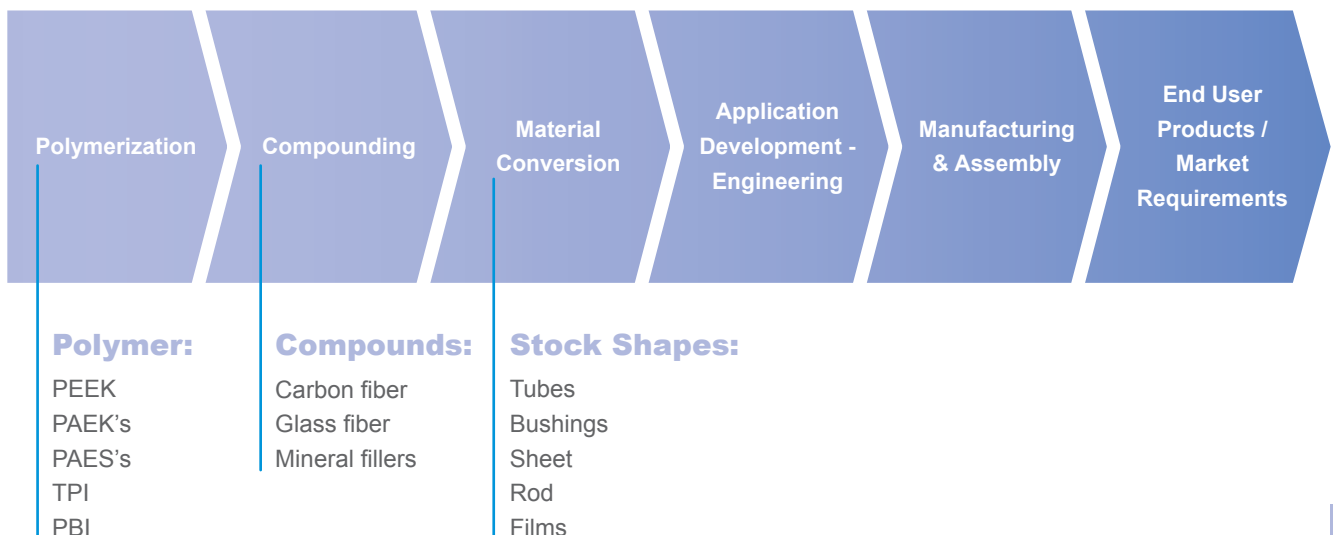 Polymerization
Compounding
Material
Conversion
Application
Development -
Engineering
Manufacturing
& Assembly
End User
Products /
Market
Requirements
Polymer:
PEEK
PAEK’s
PAES’s
TPI
PBI
Compounds:
Carbon fiber
Glass fiber
Mineral fillers
Stock Shapes:
Tubes
Bushings
Sheet
Rod
Films